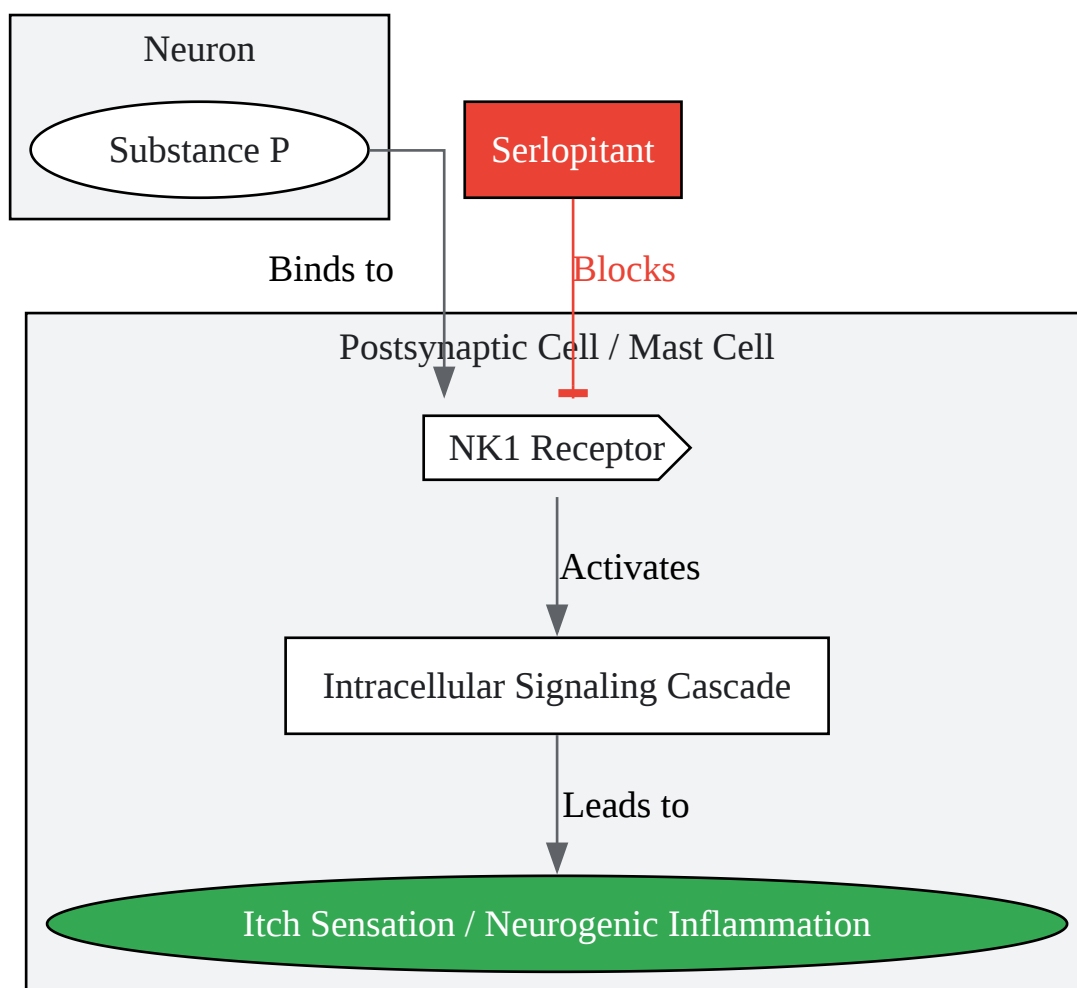 Neuron
Substance P
Serlopitant
Binds to
Blocks
Postsynaptic Cell / Mast Cell
NK1 Receptor
Activates
Intracellular Signaling Cascade
Leads to
Itch Sensation / Neurogenic Inflammation